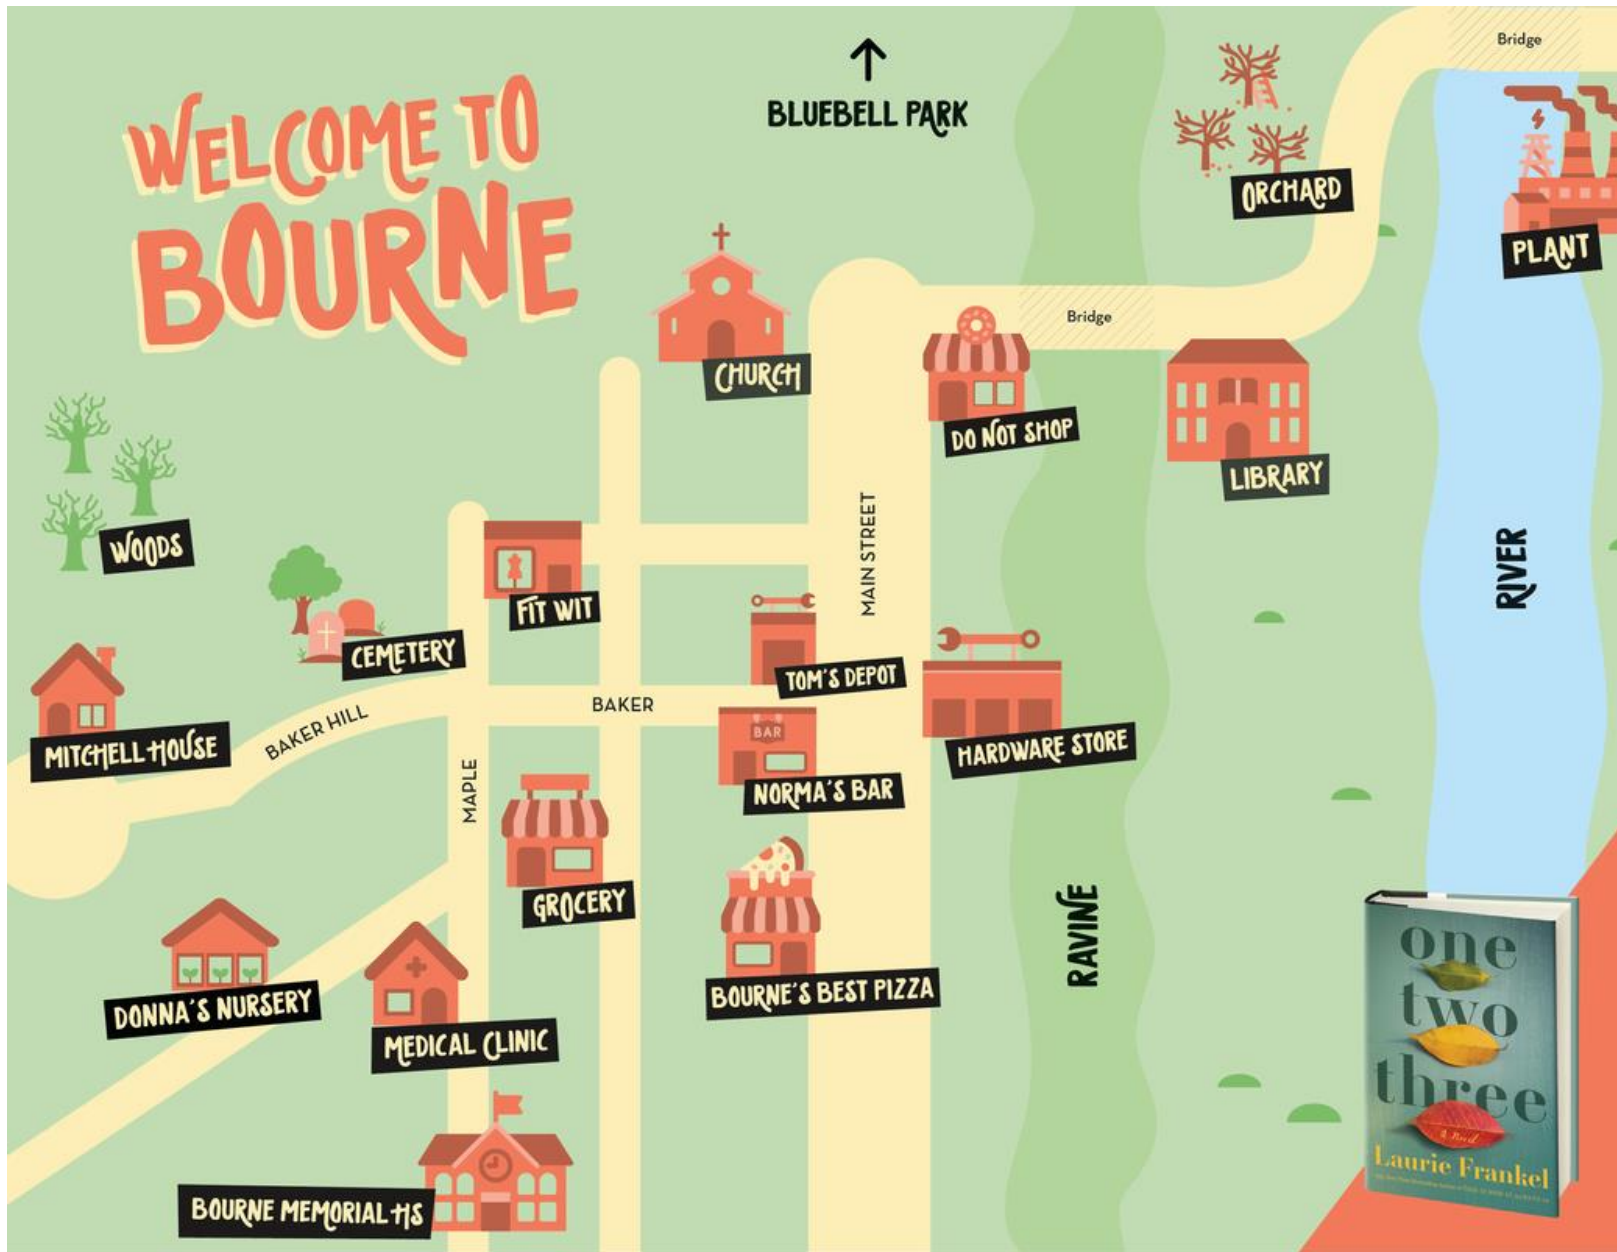 WELCOME TO
BOURNE
BLUEBELL PARK
Bridge
ORCHARD
PLANT
Bridge
CHURCH
DO NOT SHOP
LIBRARY
WOODS
FIT WIT
MAIN STREET
RIVER
CEMETERY
TOM'S DEPOT
MITCHELL HOUSE
BAKER HILL
BAKER
BAR
HARDWARE STORE
MAPLE
NORMA'S BAR
GROCERY
RAVINE
DONNA'S NURSERY
BOURNE'S BEST PIZZA
MEDICAL CLINIC
BOURNE MEMORIAL HS
one
two
three
a Novel
Laurie Frankel